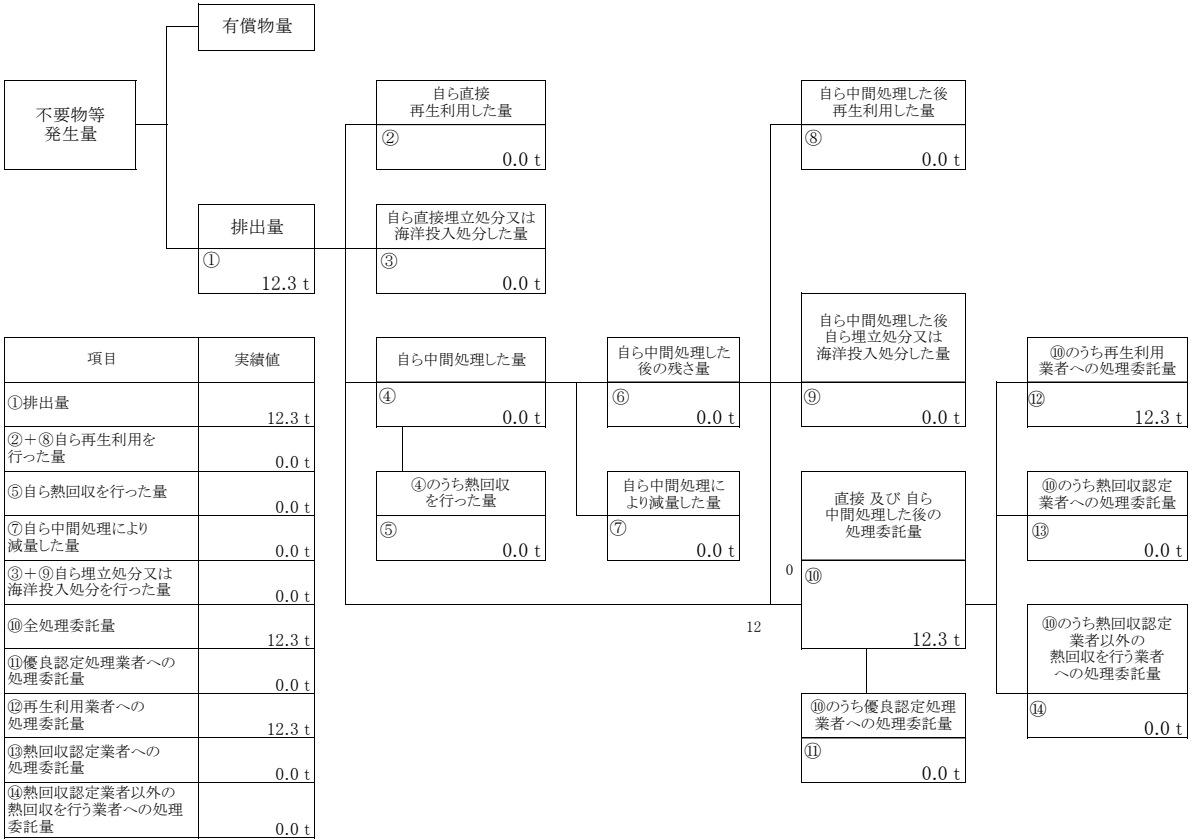 有償物量
不要物等
発生量
排出量
①
12.3 t
自ら直接
再生利用した量
②
0.0 t
自ら直接埋立処分又は
海洋投入処分した量
③
0.0 t
自ら中間処理した量
④
0.0 t
④のうち熱回収
を行った量
⑤
0.0 t
自ら中間処理した
後の残さ量
⑥
0.0 t
自ら中間処理に
より減量した量
⑦
0.0 t
自ら中間処理した後
再生利用した量
⑧
0.0 t
自ら中間処理した後
自ら埋立処分又は
海洋投入処分した量
⑨
0.0 t
直接 及び 自ら
中間処理した後の
処理委託量
0
⑩
12
12.3 t
⑩のうち優良認定処理
業者への処理委託量
⑪
0.0 t
⑩のうち再生利用
業者への処理委託量
⑫
12.3 t
⑩のうち熱回収認定
業者への処理委託量
⑬
0.0 t
⑩のうち熱回収認定
業者以外の
熱回収を行う業者
への処理委託量
⑭
0.0 t
項目 実績値
①排出量
12.3 t
②＋⑧自ら再生利用を
行った量
0.0 t
⑤自ら熱回収を行った量
0.0 t
⑦自ら中間処理により
減量した量
0.0 t
③＋⑨自ら埋立処分又は
海洋投入処分を行った量
0.0 t
⑩全処理委託量
12.3 t
⑪優良認定処理業者への
処理委託量
0.0 t
⑫再生利用業者への
処理委託量
12.3 t
⑬熱回収認定業者への
処理委託量
0.0 t
⑭熱回収認定業者以外の
熱回収を行う業者への処理
委託量
0.0 t